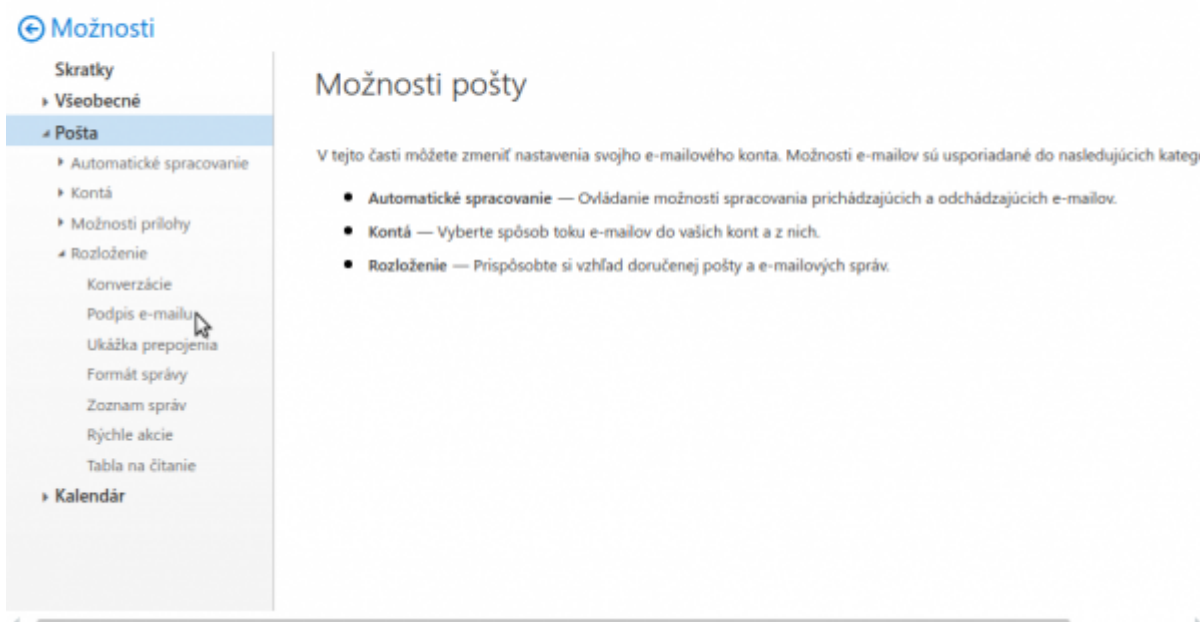 Možnosti
Skratky
Všeobecné
Pošta
Automatické spracovanie
Kontá
Možnosti prílohy
Rozloženie
Konverzácie
Podpis e-mailu
Ukážka prepojenia
Formát správy
Zoznam správ
Rýchle akcie
Tabla na čítanie
Kalendár
Možnosti pošty
V tejto časti môžete zmeniť nastavenia svojho e-mailového konta. Možnosti e-mailov sú usporiadané do nasledujúcich kateg
Automatické spracovanie — Ovládanie možností spracovania prichádzajúcich a odchádzajúcich e-mailov.
Kontá — Vyberte spôsob toku e-mailov do vašich kont a z nich.
Rozloženie — Prispôsobte si vzhľad doručenej pošty a e-mailových správ.